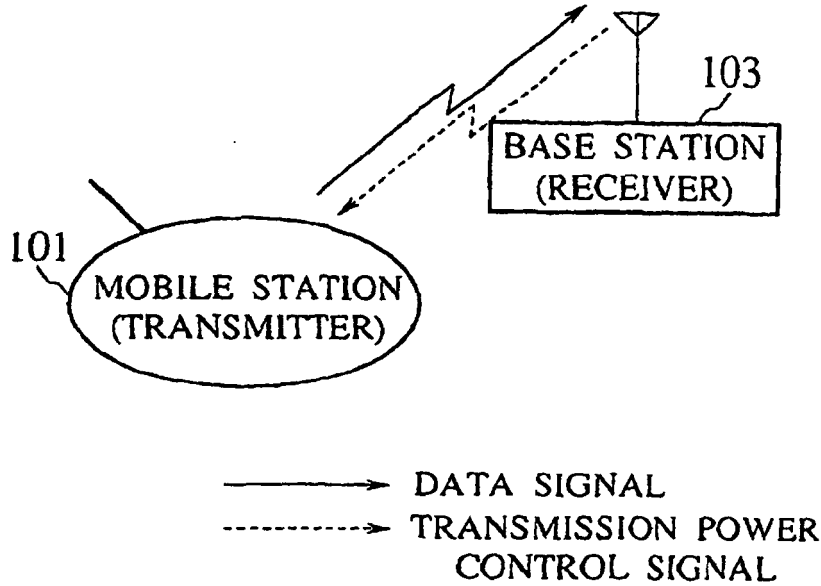 103
BASE STATION
(RECEIVER)
101
MOBILE STATION
(TRANSMITTER)
DATA SIGNAL
TRANSMISSION POWER
CONTROL SIGNAL